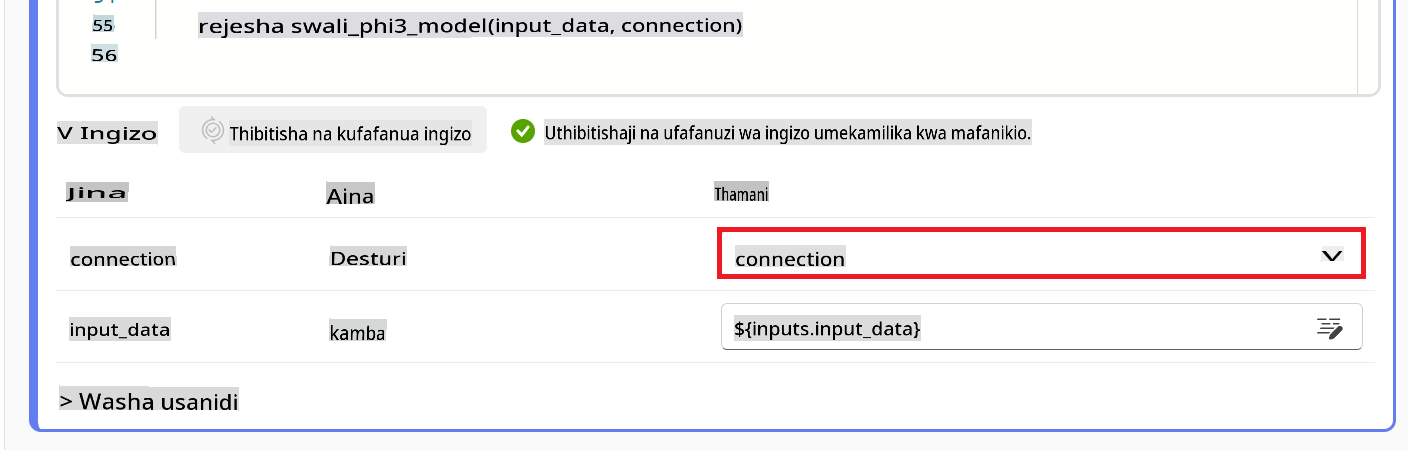 55 rejesha swali_phi3_model(input_data, connection)
56
V Ingizo Thibitisha na kufafanua ingizo Uthibitishaji na ufafanuzi wa ingizo umekamilika kwa mafanikio.
Jina Aina Thamani
connection Desturi connection
input_data kamba ${inputs.input_data}
> Washa usanidi